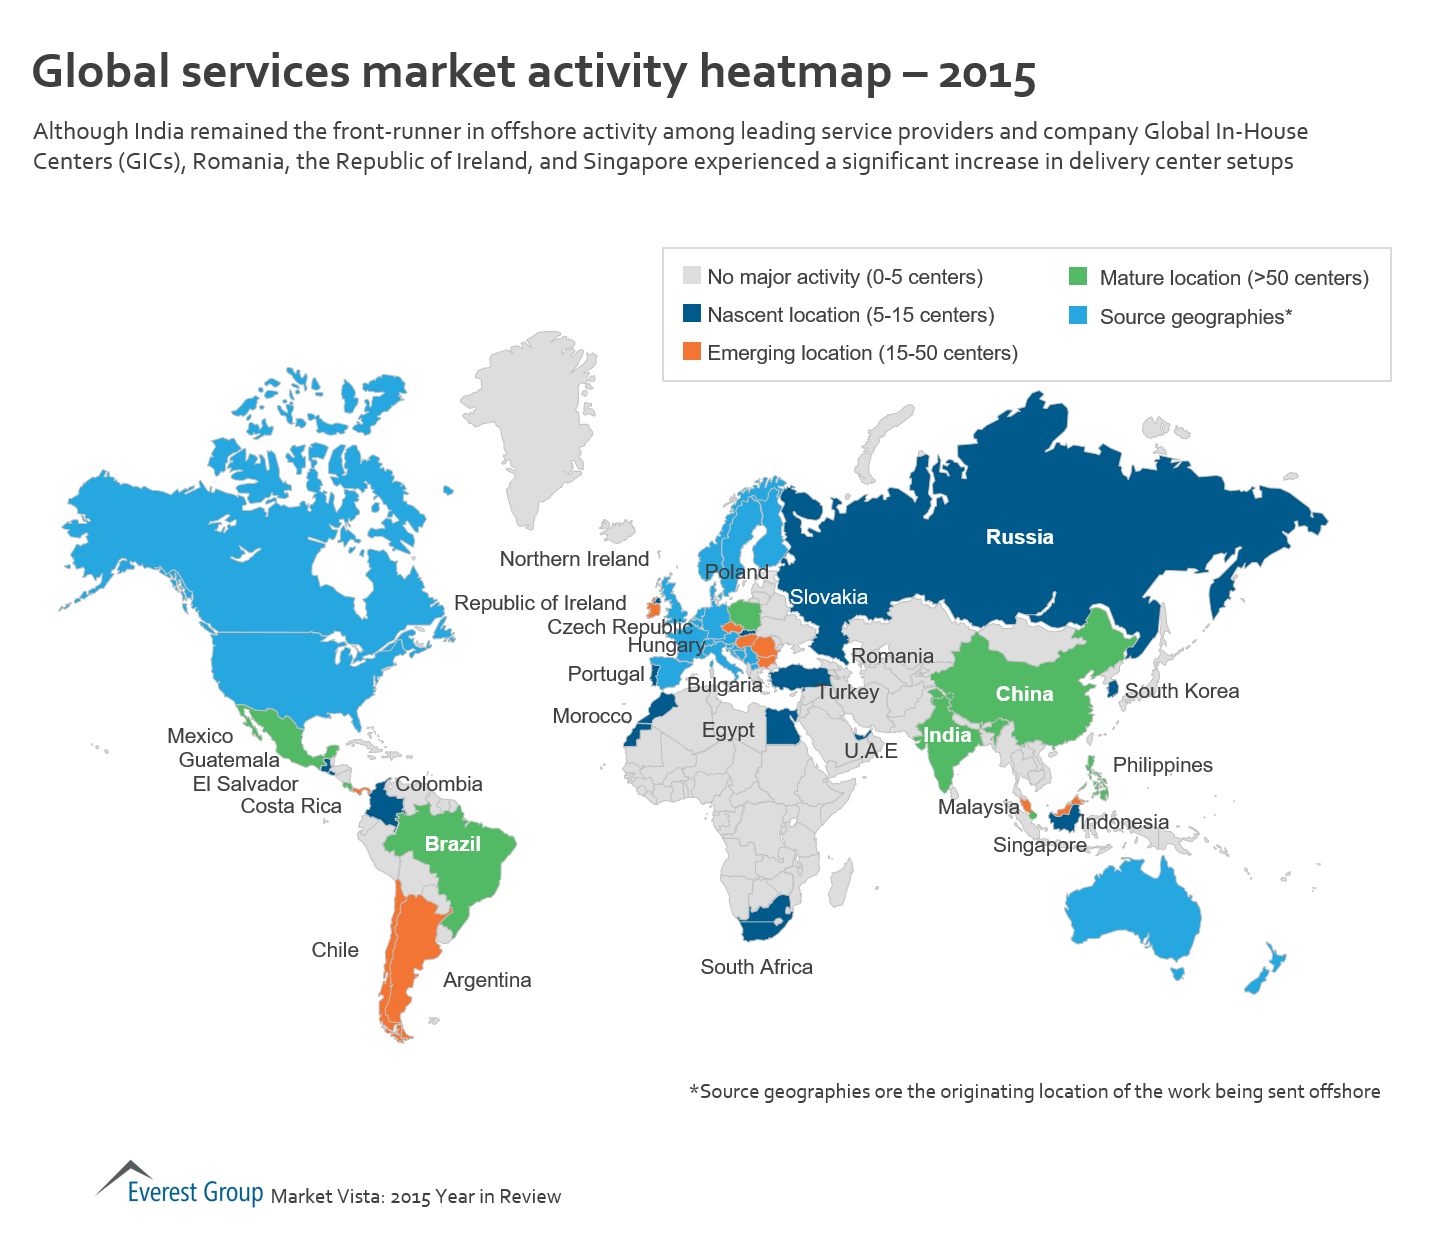 Global services market activity heatmap – 2015
Although India remained the front-runner in offshore activity among leading service providers and company Global In-House
Centers (GICs), Romania, the Republic of Ireland, and Singapore experienced a significant increase in delivery center setups
No major activity (0-5 centers)
Nascent location (5-15 centers)
Emerging location (15-50 centers)
Mature location (>50 centers)
Source geographies*
Russia
Northern Ireland
Poland
Slovakia
Republic of Ireland
Czech Republic
Hungary
Romania
Portugal
Bulgaria
Turkey
China
South Korea
Morocco
Egypt
India
U.A.E
Mexico
Guatemala
El Salvador
Costa Rica
Colombia
Philippines
Malaysia
Indonesia
Singapore
Brazil
Chile
Argentina
South Africa
*Source geographies ore the originating location of the work being sent offshore
Everest Group Market Vista: 2015 Year in Review